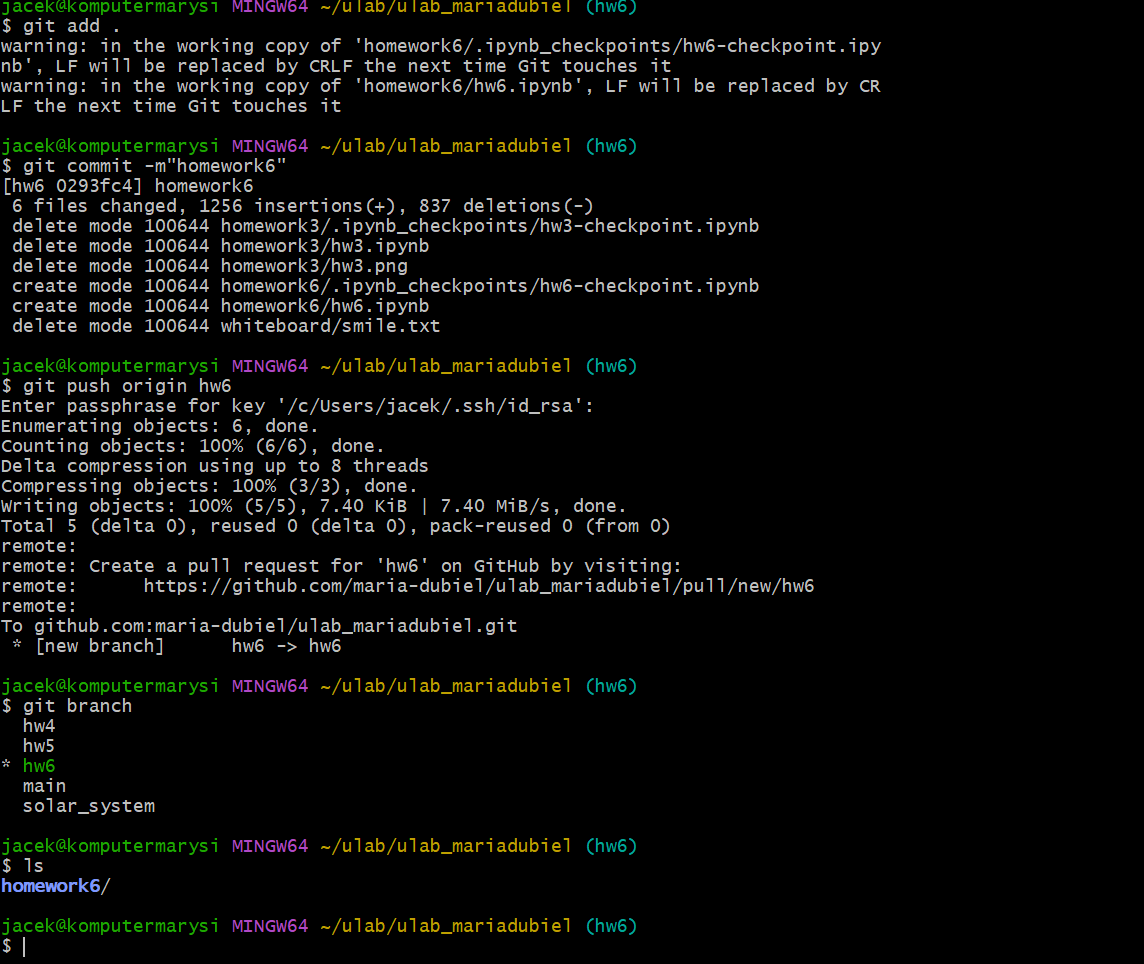 jacek@komputermarysi MINGW64 ~/ulab/ulab_mariadubiel (hw6)
$ git add .
warning: in the working copy of 'homework6/.ipynb_checkpoints/hw6-checkpoint.ipy
nb', LF will be replaced by CRLF the next time Git touches it
warning: in the working copy of 'homework6/hw6.ipynb', LF will be replaced by CR
LF the next time Git touches it
jacek@komputermarysi MINGW64 ~/ulab/ulab_mariadubiel (hw6)
$ git commit -m"homework6"
[hw6 0293fc4] homework6
 6 files changed, 1256 insertions(+), 837 deletions(-)
 delete mode 100644 homework3/.ipynb_checkpoints/hw3-checkpoint.ipynb
 delete mode 100644 homework3/hw3.ipynb
 delete mode 100644 homework3/hw3.png
 create mode 100644 homework6/.ipynb_checkpoints/hw6-checkpoint.ipynb
 create mode 100644 homework6/hw6.ipynb
 delete mode 100644 whiteboard/smile.txt
jacek@komputermarysi MINGW64 ~/ulab/ulab_mariadubiel (hw6)
$ git push origin hw6
Enter passphrase for key '/c/Users/jacek/.ssh/id_rsa':
Enumerating objects: 6, done.
Counting objects: 100% (6/6), done.
Delta compression using up to 8 threads
Compressing objects: 100% (3/3), done.
Writing objects: 100% (5/5), 7.40 KiB | 7.40 MiB/s, done.
Total 5 (delta 0), reused 0 (delta 0), pack-reused 0 (from 0)
remote:
remote: Create a pull request for 'hw6' on GitHub by visiting:
remote:      https://github.com/maria-dubiel/ulab_mariadubiel/pull/new/hw6
remote:
To github.com:maria-dubiel/ulab_mariadubiel.git
 * [new branch]      hw6 -> hw6
jacek@komputermarysi MINGW64 ~/ulab/ulab_mariadubiel (hw6)
$ git branch
  hw4
  hw5
* hw6
  main
  solar_system
jacek@komputermarysi MINGW64 ~/ulab/ulab_mariadubiel (hw6)
$ ls
homework6/
jacek@komputermarysi MINGW64 ~/ulab/ulab_mariadubiel (hw6)
$